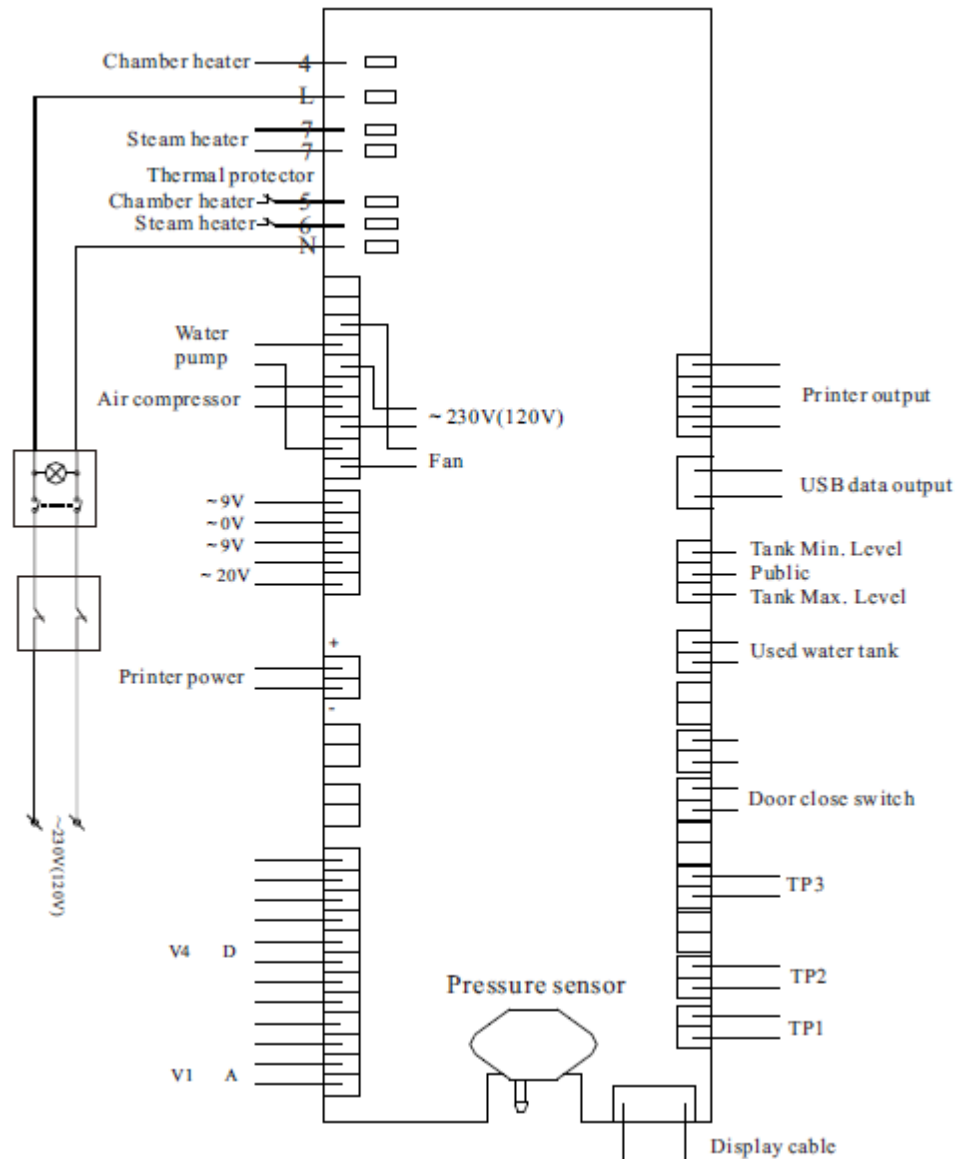 Chamber heater 4
L
7
Steam heater
7
Thermal protector
Chamber heater 5
Steam heater 6
N
Water
pump
Air compressor
~ 230V(120V)
Fan
~9V
~0V
~9V
~ 20V
+
Printer power
-
V4 D
V1 A
~230V(120V)
Pressure sensor
Printer output
USB data output
Tank Min. Level
Public
Tank Max. Level
Used water tank
Door close switch
TP3
TP2
TP1
Display cable